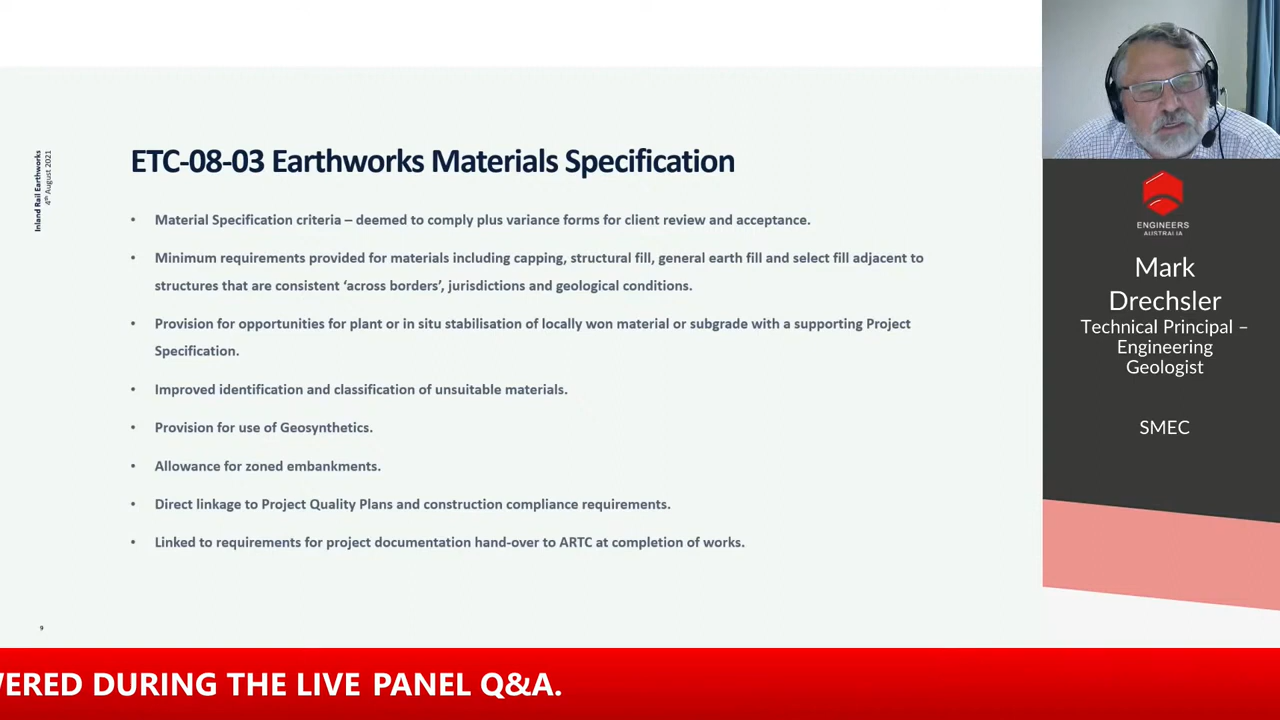 Inland Rail Earthworks
4th August 2021
ETC-08-03 Earthworks Materials Specification
• Material Specification criteria – deemed to comply plus variance forms for client review and acceptance.
• Minimum requirements provided for materials including capping, structural fill, general earth fill and select fill adjacent to
structures that are consistent ‘across borders’, jurisdictions and geological conditions.
• Provision for opportunities for plant or in situ stabilisation of locally won material or subgrade with a supporting Project
Specification.
• Improved identification and classification of unsuitable materials.
• Provision for use of Geosynthetics.
• Allowance for zoned embankments.
• Direct linkage to Project Quality Plans and construction compliance requirements.
• Linked to requirements for project documentation hand-over to ARTC at completion of works.
9
ENGINEERS
AUSTRALIA
Mark
Drechsler
Technical Principal –
Engineering
Geologist
SMEC
WERED DURING THE LIVE PANEL Q&A.